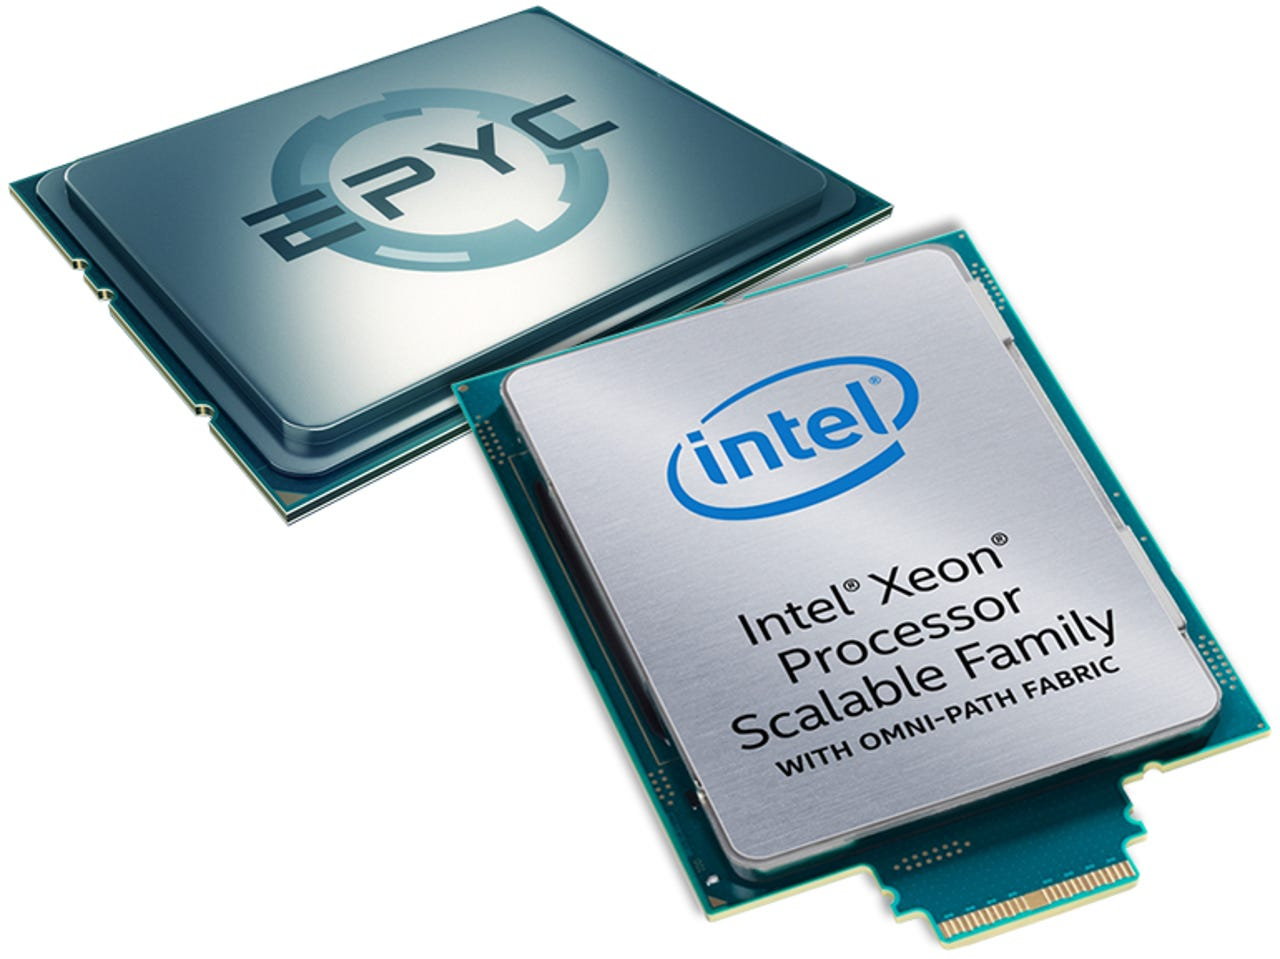 EPYC
intel®
Intel® Xeon®
Processor
Scalable Family
WITH OMNI-PATH FABRIC